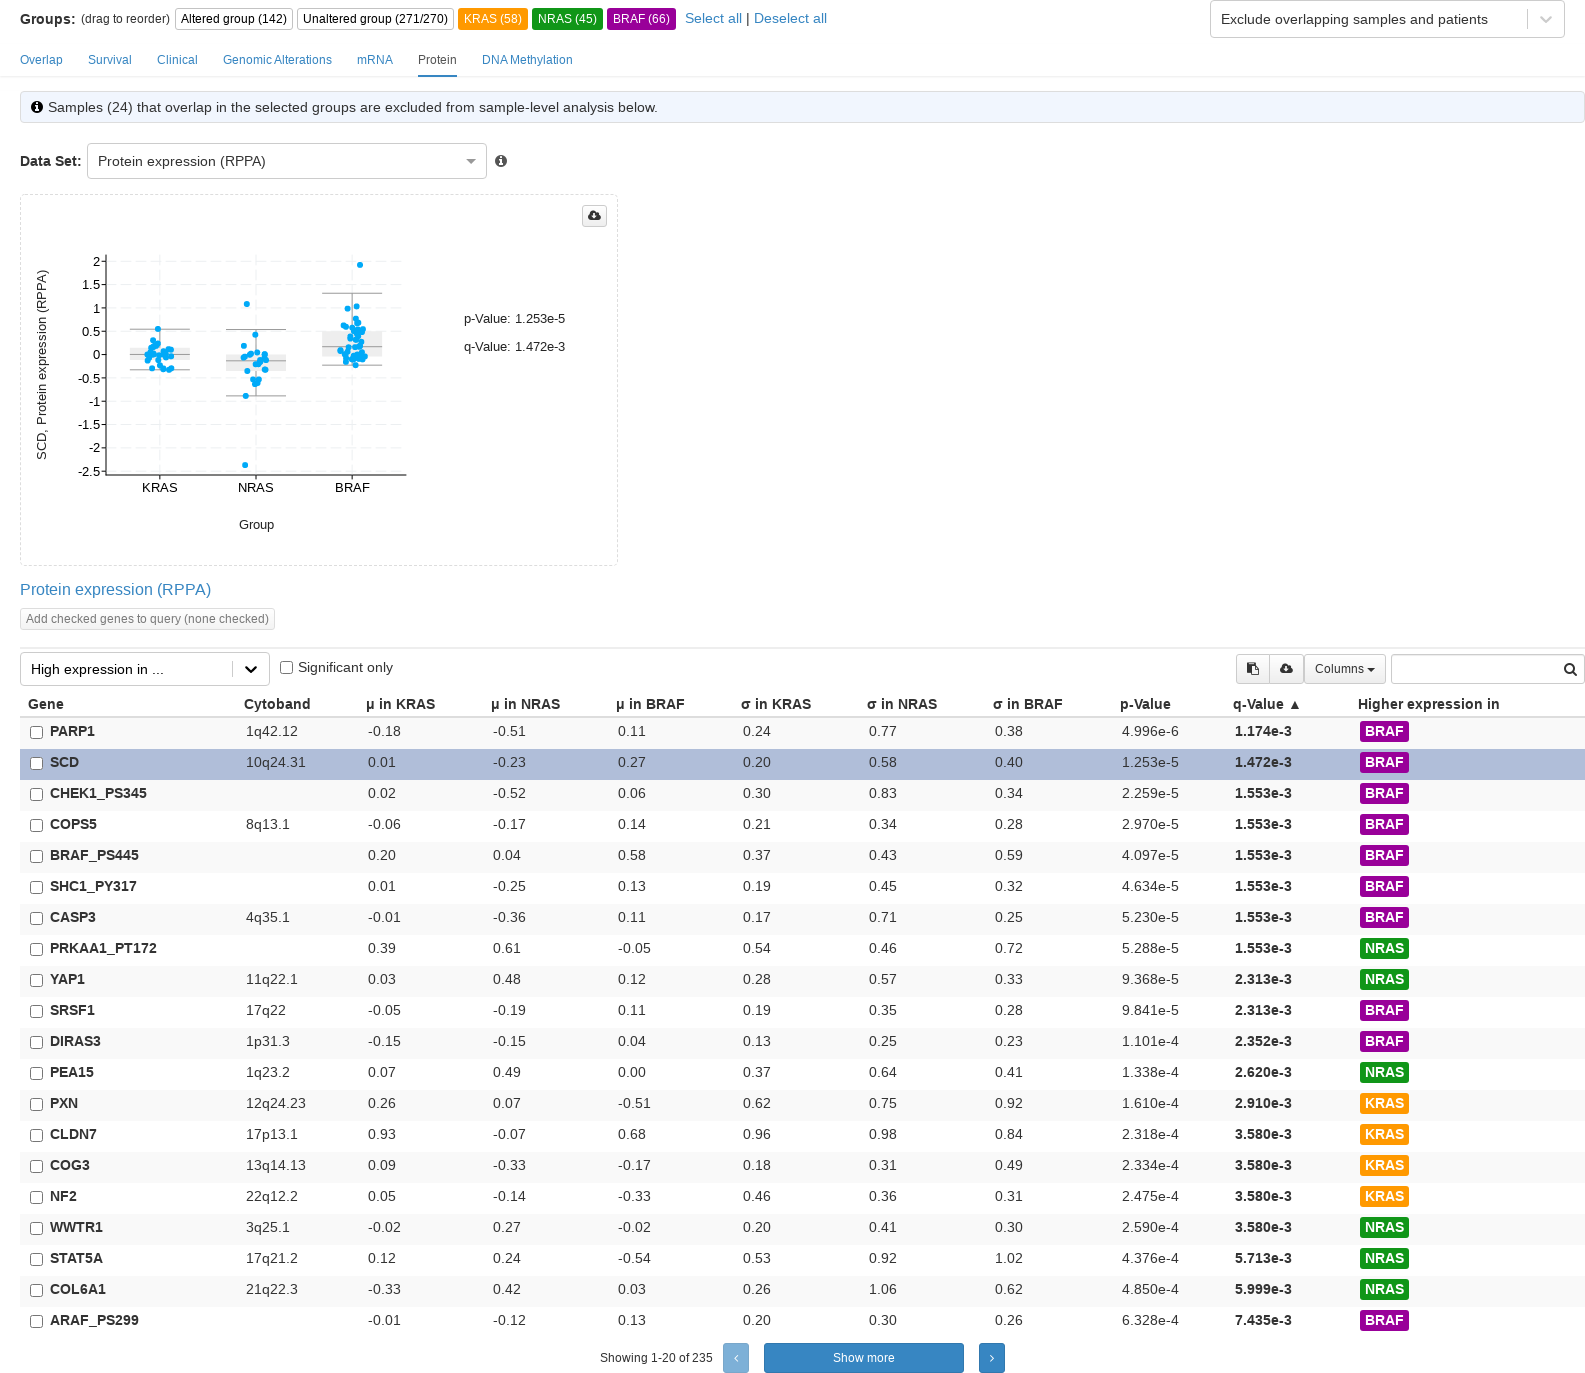 Groups: (drag to reorder) Altered group (142) Unaltered group (271/270) KRAS (58) NRAS (45) BRAF (66) Select all | Deselect all Exclude overlapping samples and patients
Overlap Survival Clinical Genomic Alterations mRNA Protein DNA Methylation
Samples (24) that overlap in the selected groups are excluded from sample-level analysis below.
Data Set: Protein expression (RPPA)
SCD, Protein expression (RPPA)
2
1.5
1
0.5
0
-0.5
-1
-1.5
-2
-2.5
KRAS NRAS BRAF
Group
p-Value: 1.253e-5
q-Value: 1.472e-3
Protein expression (RPPA)
Add checked genes to query (none checked)
High expression in ... Significant only Columns
Gene Cytoband μ in KRAS μ in NRAS μ in BRAF σ in KRAS σ in NRAS σ in BRAF p-Value q-Value ▲ Higher expression in
PARP1 1q42.12 -0.18 -0.51 0.11 0.24 0.77 0.38 4.996e-6 1.174e-3 BRAF
SCD 10q24.31 0.01 -0.23 0.27 0.20 0.58 0.40 1.253e-5 1.472e-3 BRAF
CHEK1_PS345 0.02 -0.52 0.06 0.30 0.83 0.34 2.259e-5 1.553e-3 BRAF
COPS5 8q13.1 -0.06 -0.17 0.14 0.21 0.34 0.28 2.970e-5 1.553e-3 BRAF
BRAF_PS445 0.20 0.04 0.58 0.37 0.43 0.59 4.097e-5 1.553e-3 BRAF
SHC1_PY317 0.01 -0.25 0.13 0.19 0.45 0.32 4.634e-5 1.553e-3 BRAF
CASP3 4q35.1 -0.01 -0.36 0.11 0.17 0.71 0.25 5.230e-5 1.553e-3 BRAF
PRKAA1_PT172 0.39 0.61 -0.05 0.54 0.46 0.72 5.288e-5 1.553e-3 NRAS
YAP1 11q22.1 0.03 0.48 0.12 0.28 0.57 0.33 9.368e-5 2.313e-3 NRAS
SRSF1 17q22 -0.05 -0.19 0.11 0.19 0.35 0.28 9.841e-5 2.313e-3 BRAF
DIRAS3 1p31.3 -0.15 -0.15 0.04 0.13 0.25 0.23 1.101e-4 2.352e-3 BRAF
PEA15 1q23.2 0.07 0.49 0.00 0.37 0.64 0.41 1.338e-4 2.620e-3 NRAS
PXN 12q24.23 0.26 0.07 -0.51 0.62 0.75 0.92 1.610e-4 2.910e-3 KRAS
CLDN7 17p13.1 0.93 -0.07 0.68 0.96 0.98 0.84 2.318e-4 3.580e-3 KRAS
COG3 13q14.13 0.09 -0.33 -0.17 0.18 0.31 0.49 2.334e-4 3.580e-3 KRAS
NF2 22q12.2 0.05 -0.14 -0.33 0.46 0.36 0.31 2.475e-4 3.580e-3 KRAS
WWTR1 3q25.1 -0.02 0.27 -0.02 0.20 0.41 0.30 2.590e-4 3.580e-3 NRAS
STAT5A 17q21.2 0.12 0.24 -0.54 0.53 0.92 1.02 4.376e-4 5.713e-3 NRAS
COL6A1 21q22.3 -0.33 0.42 0.03 0.26 1.06 0.62 4.850e-4 5.999e-3 NRAS
ARAF_PS299 -0.01 -0.12 0.13 0.20 0.30 0.26 6.328e-4 7.435e-3 BRAF
Showing 1-20 of 235 ‹ Show more ›